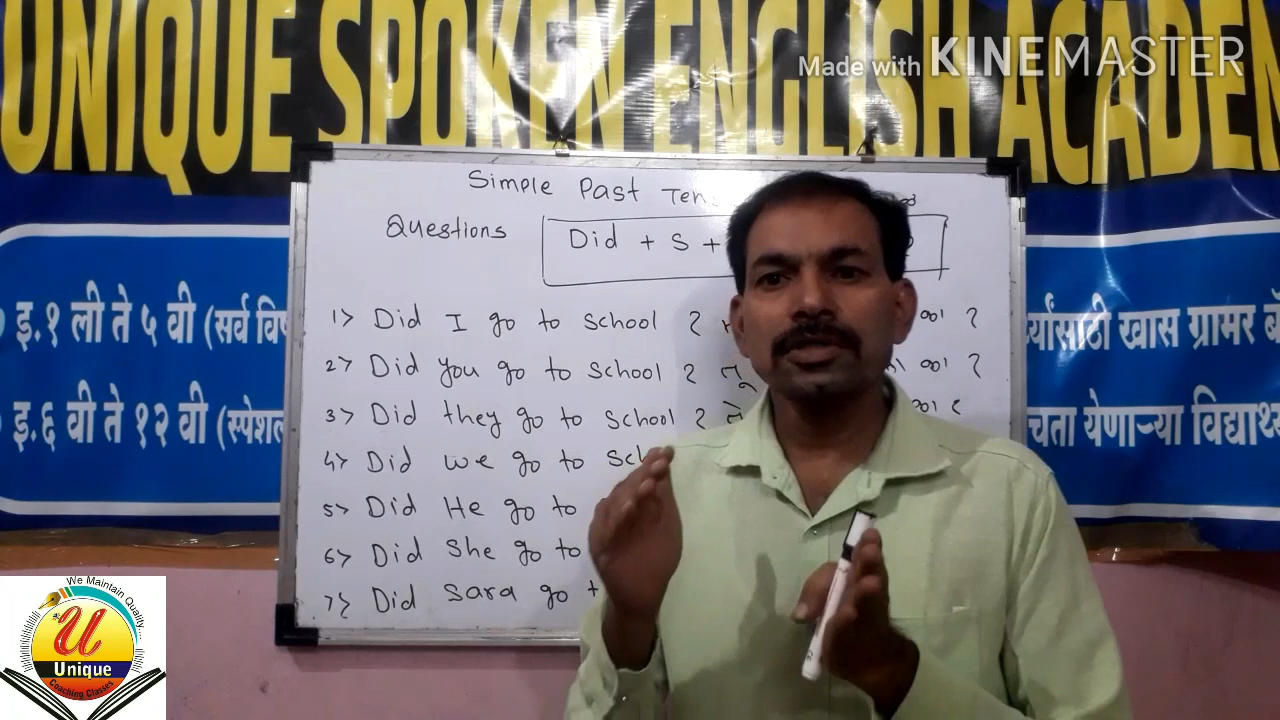 UNIQUE SPOKEN ENGLISH ACADEM
Made with KINEMASTER
Simple Past Ten
Questions
Did + S +
1) Did I go to school ? का ?
2) Did you go to school ? तू का ?
3) Did they go to school ? ते का ?
4) Did we go to sch
5) Did He go to
6) Did she go to
7) Did Sara go t
इ.१ ली ते ५ वी (सर्व विष
इ.६ वी ते १२ वी (स्पेशल
र्थ्यांसाठी खास ग्रामर बॅ
चता येणाऱ्या विद्यार्थ्
We Maintain Quality...
u
Unique
Coaching Classes